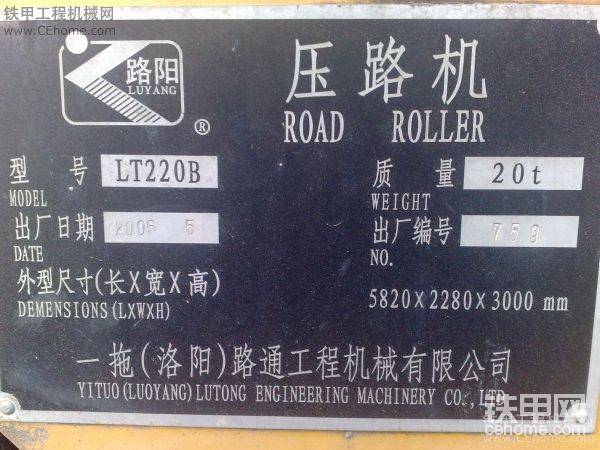 铁甲工程机械网
www.CEhome.com
路阳
LUYANG
®
压路机
ROAD ROLLER
型号 LT220B
MODEL
质量 20t
WEIGHT
出厂日期 5
DATE
出厂编号 759
NO.
外型尺寸(长X宽X高)
DEMENSIONS(LXWXH)
5820X2280X3000 mm
一拖(洛阳)路通工程机械有限公司
YITUO(LUOYANG)LUTONG ENGINEERING MACHINERY CO.,LTD
铁甲网
cehome.com